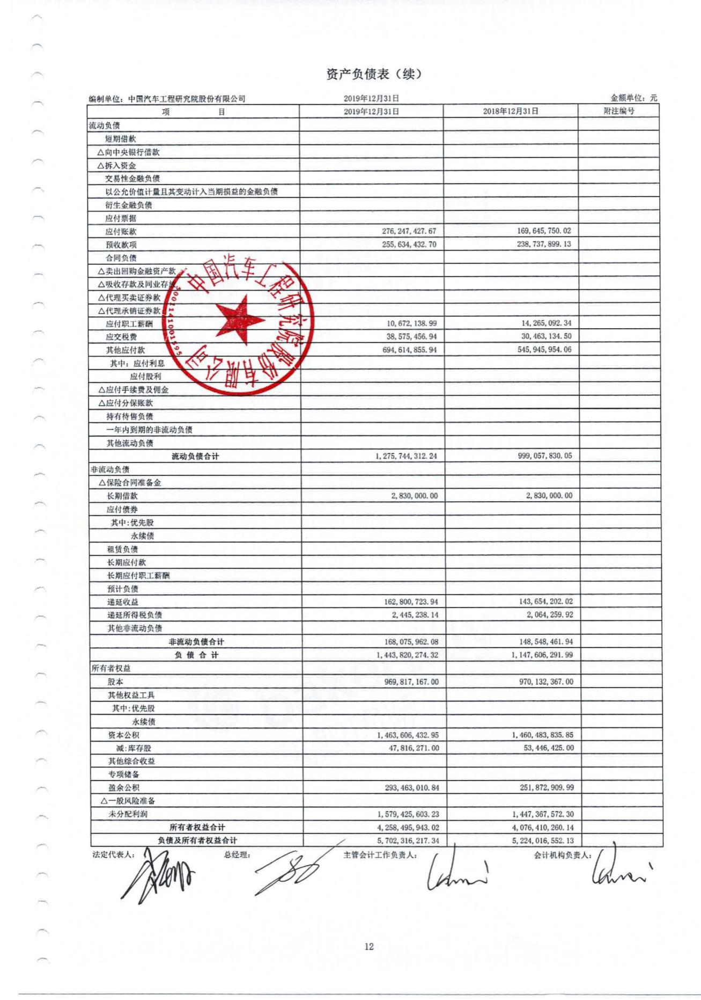 资产负债表（续）
编制单位：中国汽车工程研究院股份有限公司 2019年12月31日 金额单位：元
项 目 2019年12月31日 2018年12月31日 附注编号
流动负债
短期借款
△向中央银行借款
△拆入资金
交易性金融负债
以公允价值计量且其变动计入当期损益的金融负债
衍生金融负债
应付票据
应付账款 276,247,427.67 169,645,750.02
预收款项 255,634,432.70 238,737,899.13
合同负债
△卖出回购金融资产款
△吸收存款及同业存放
△代理买卖证券款
△代理承销证券款
应付职工薪酬 10,672,138.99 14,265,092.34
应交税费 38,575,456.94 30,463,134.50
其他应付款 694,614,855.94 545,945,954.06
其中：应付利息
应付股利
△应付手续费及佣金
△应付分保账款
持有待售负债
一年内到期的非流动负债
其他流动负债
流动负债合计 1,275,744,312.24 999,057,830.05
非流动负债
△保险合同准备金
长期借款 2,830,000.00 2,830,000.00
应付债券
其中:优先股
永续债
租赁负债
长期应付款
长期应付职工薪酬
预计负债
递延收益 162,800,723.94 143,654,202.02
递延所得税负债 2,445,238.14 2,064,259.92
其他非流动负债
非流动负债合计 168,075,962.08 148,548,461.94
负 债 合 计 1,443,820,274.32 1,147,606,291.99
所有者权益
股本 969,817,167.00 970,132,367.00
其他权益工具
其中:优先股
永续债
资本公积 1,463,606,432.95 1,460,483,835.85
减:库存股 47,816,271.00 53,446,425.00
其他综合收益
专项储备
盈余公积 293,463,010.84 251,872,909.99
△一般风险准备
未分配利润 1,579,425,603.23 1,447,367,572.30
所有者权益合计 4,258,495,943.02 4,076,410,260.14
负债及所有者权益合计 5,702,316,217.34 5,224,016,552.13
法定代表人： 总经理： 主管会计工作负责人： 会计机构负责人：
中国汽车工程研究院股份有限公司
5001141001595
12